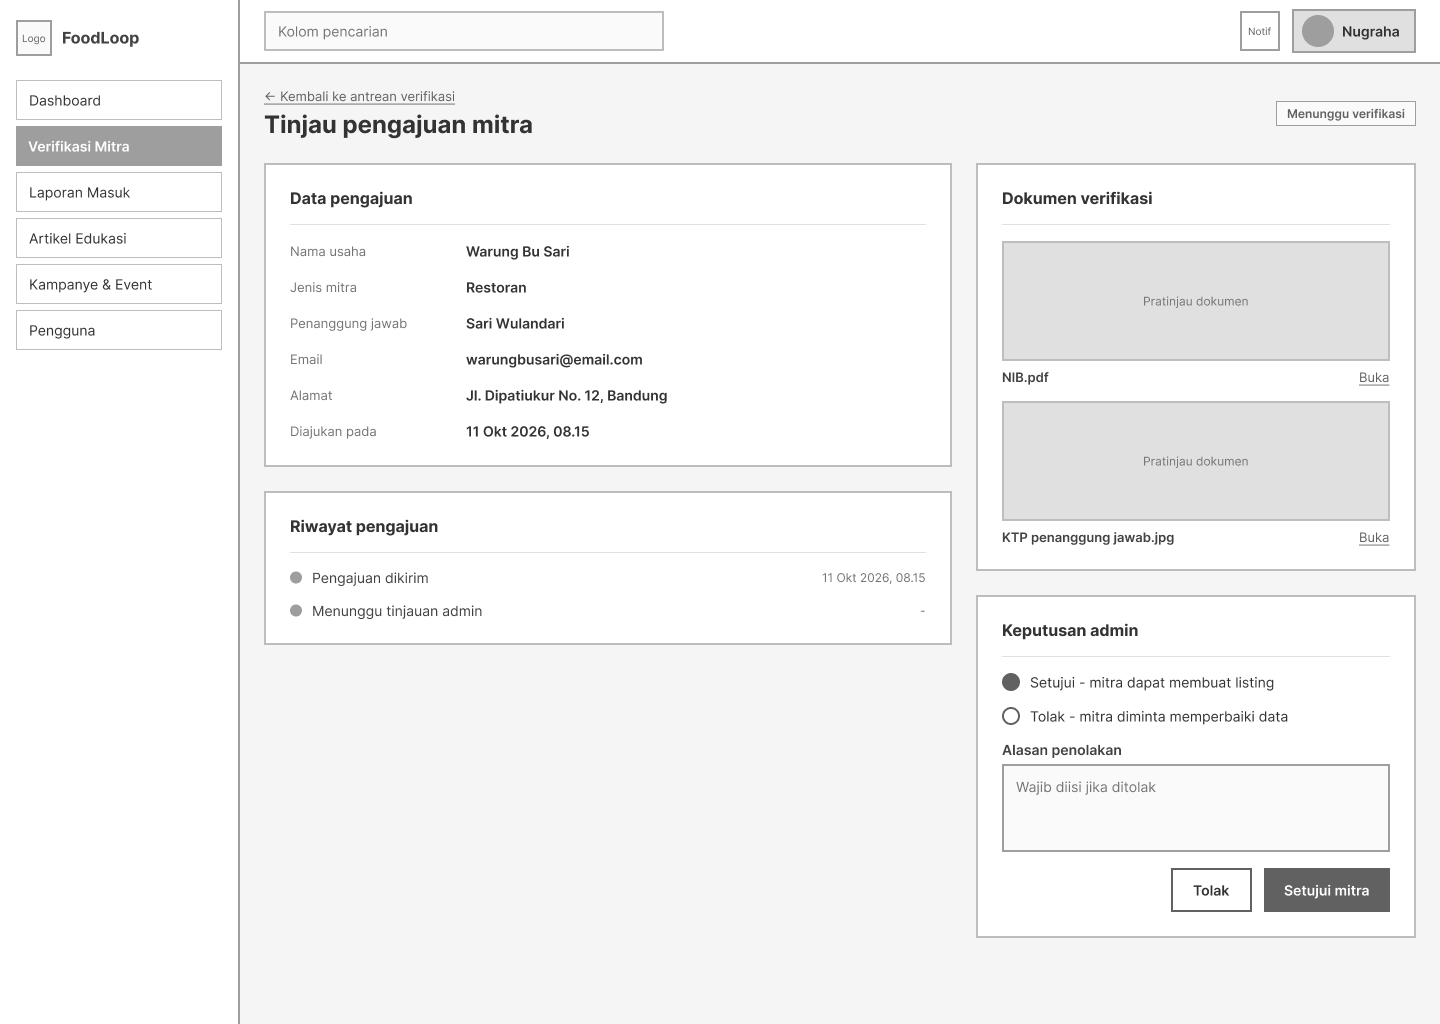 Logo
FoodLoop
Dashboard
Verifikasi Mitra
Laporan Masuk
Artikel Edukasi
Kampanye & Event
Pengguna
Kolom pencarian
Notif
Nugraha
← Kembali ke antrean verifikasi
Tinjau pengajuan mitra
Menunggu verifikasi
Data pengajuan
Nama usaha Warung Bu Sari
Jenis mitra Restoran
Penanggung jawab Sari Wulandari
Email warungbusari@email.com
Alamat Jl. Dipatiukur No. 12, Bandung
Diajukan pada 11 Okt 2026, 08.15
Riwayat pengajuan
Pengajuan dikirim 11 Okt 2026, 08.15
Menunggu tinjauan admin -
Dokumen verifikasi
Pratinjau dokumen
NIB.pdf Buka
Pratinjau dokumen
KTP penanggung jawab.jpg Buka
Keputusan admin
Setujui - mitra dapat membuat listing
Tolak - mitra diminta memperbaiki data
Alasan penolakan
Wajib diisi jika ditolak
Tolak Setujui mitra